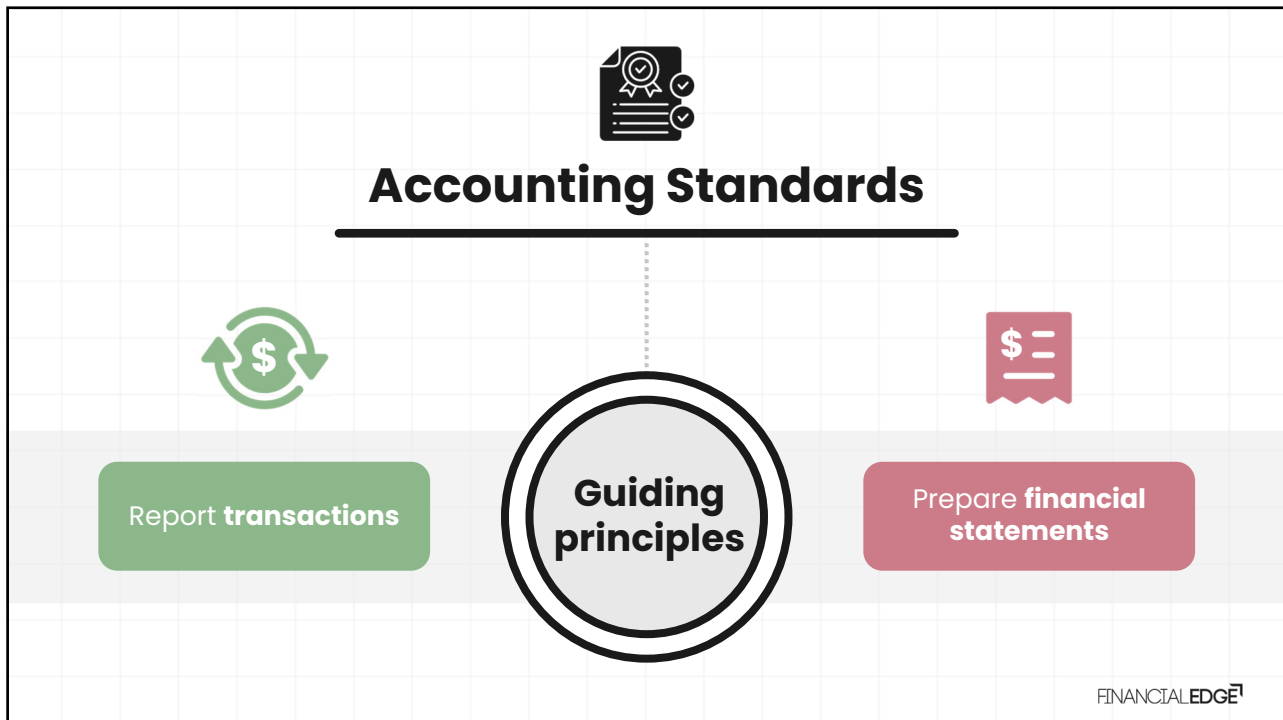 Accounting Standards
$
$
Report transactions
Guiding
principles
Prepare financial
statements
FINANCIALEDGE